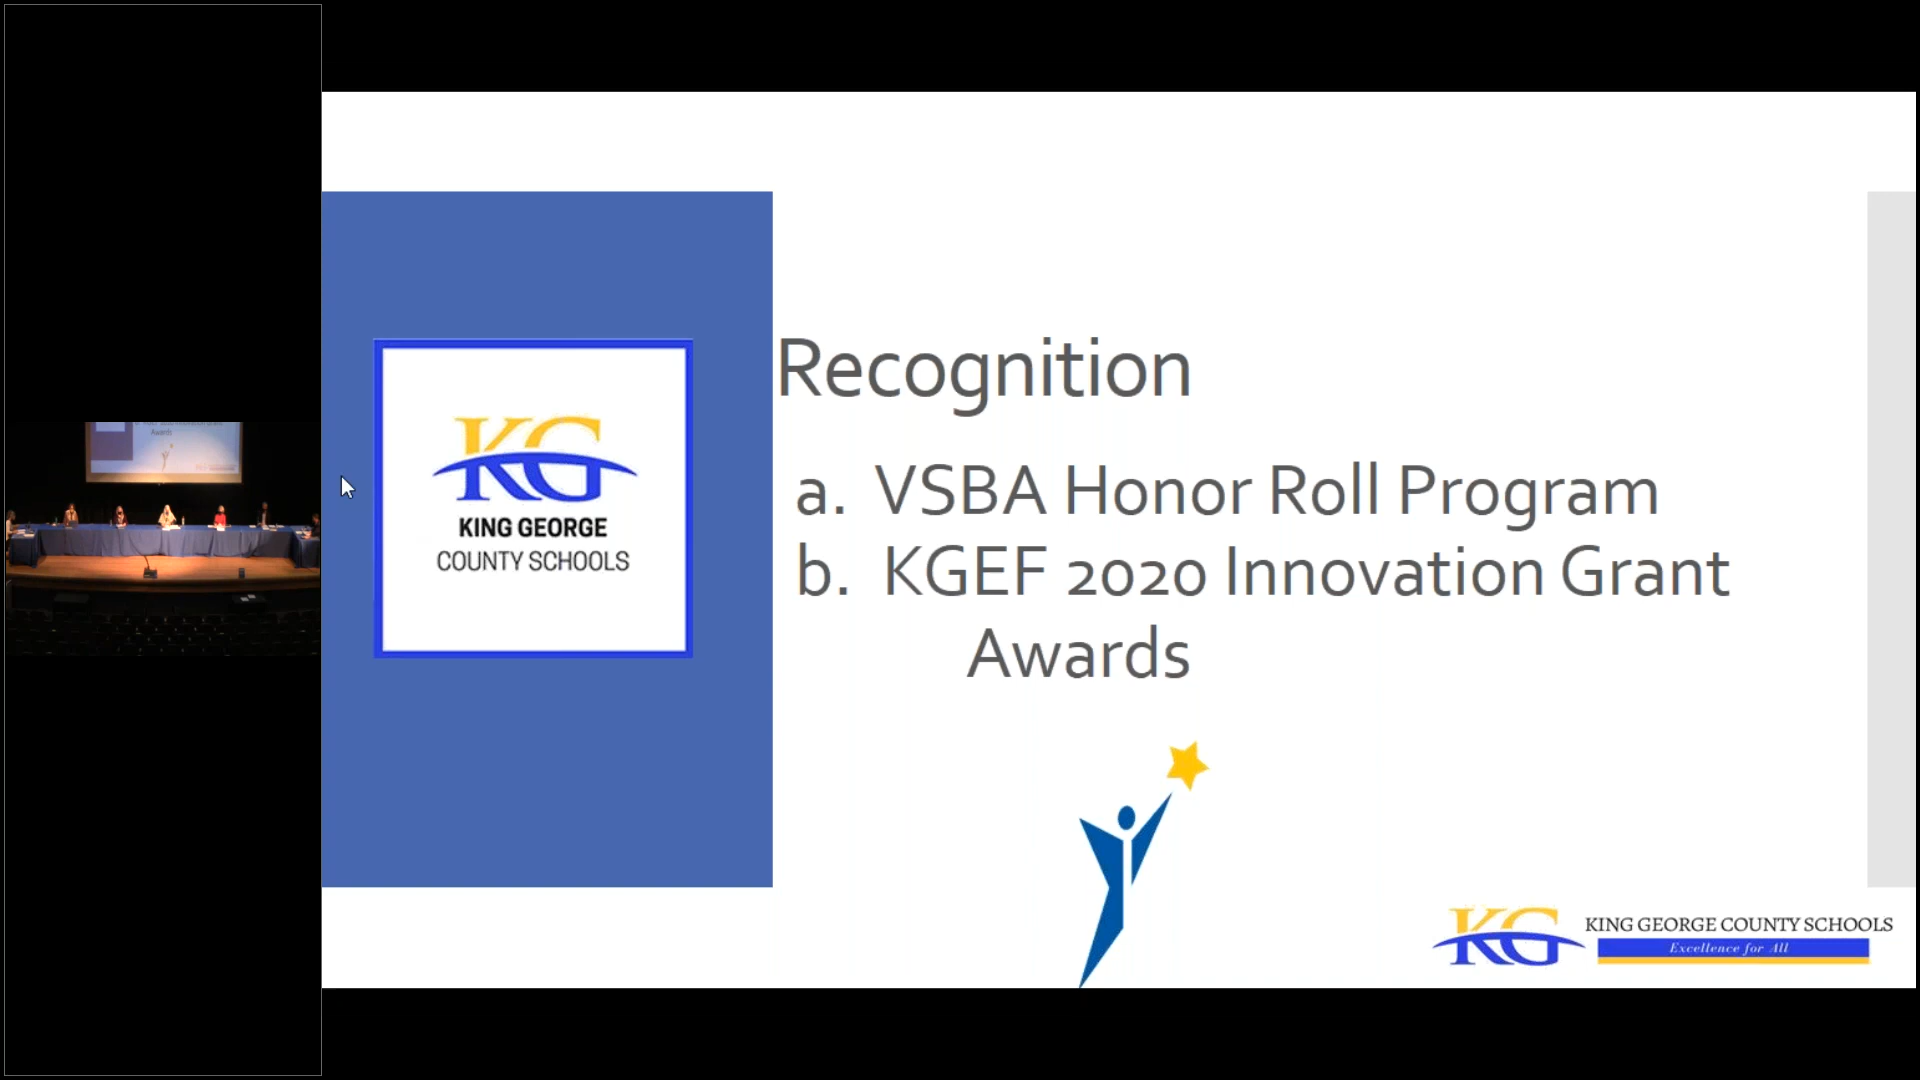 Recognition
a. VSBA Honor Roll Program
b. KGEF 2020 Innovation Grant
Awards
KG
KING GEORGE
COUNTY SCHOOLS
KG
KING GEORGE COUNTY SCHOOLS
Excellence for All
Awards